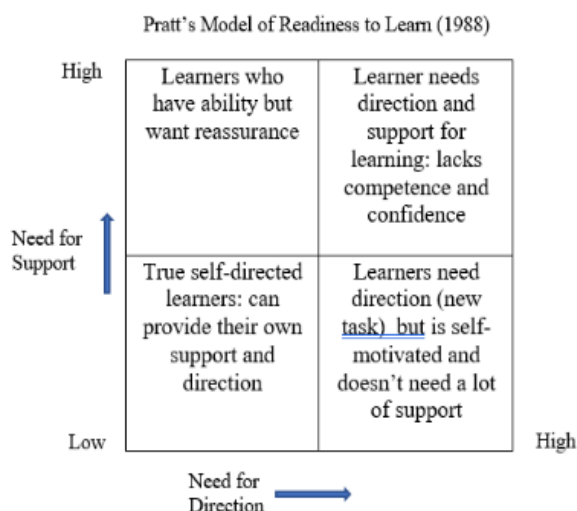 Pratt's Model of Readiness to Learn (1988)
High
Learners who
have ability but
want reassurance
Learner needs
direction and
support for
learning: lacks
competence and
confidence
Need for
Support
True self-directed
learners: can
provide their own
support and
direction
Learners need
direction (new
task) but is self-
motivated and
doesn't need a lot
of support
Low
High
Need for
Direction